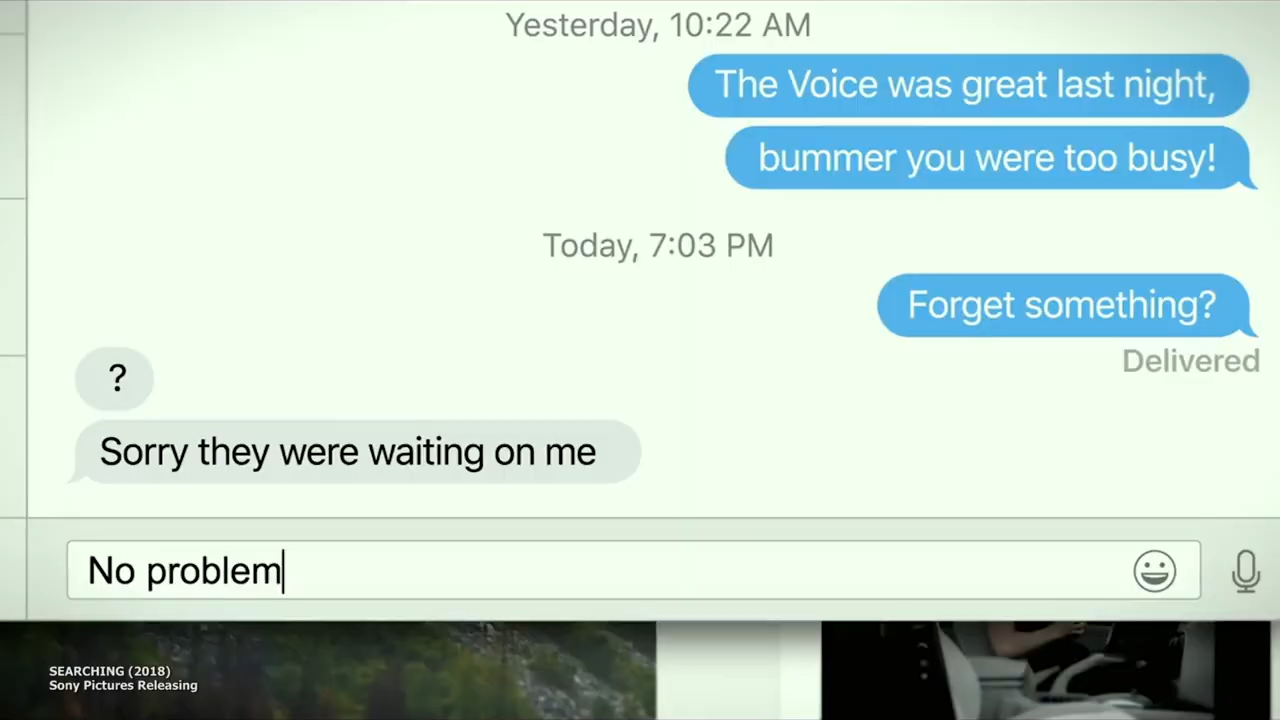 Yesterday, 10:22 AM
The Voice was great last night,
bummer you were too busy!
Today, 7:03 PM
Forget something?
Delivered
?
Sorry they were waiting on me
No problem
SEARCHING (2018)
Sony Pictures Releasing